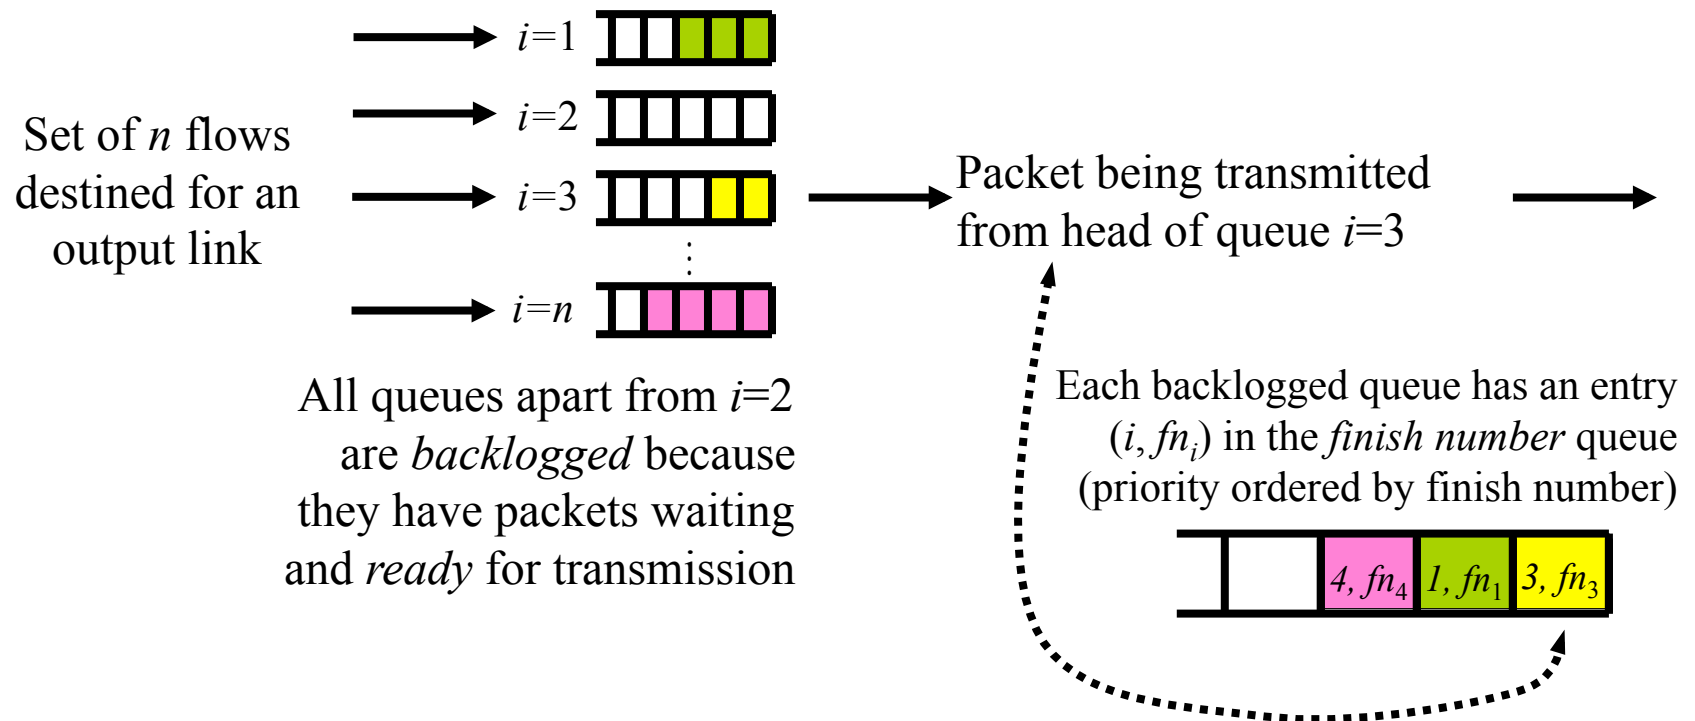 Set of n flows
destined for an
output link
i=1
i=2
i=3
⋮
i=n
All queues apart from i=2
are backlogged because
they have packets waiting
and ready for transmission
Packet being transmitted
from head of queue i=3
Each backlogged queue has an entry
(i, fnᵢ) in the finish number queue
(priority ordered by finish number)
4, fn₄ 1, fn₁ 3, fn₃